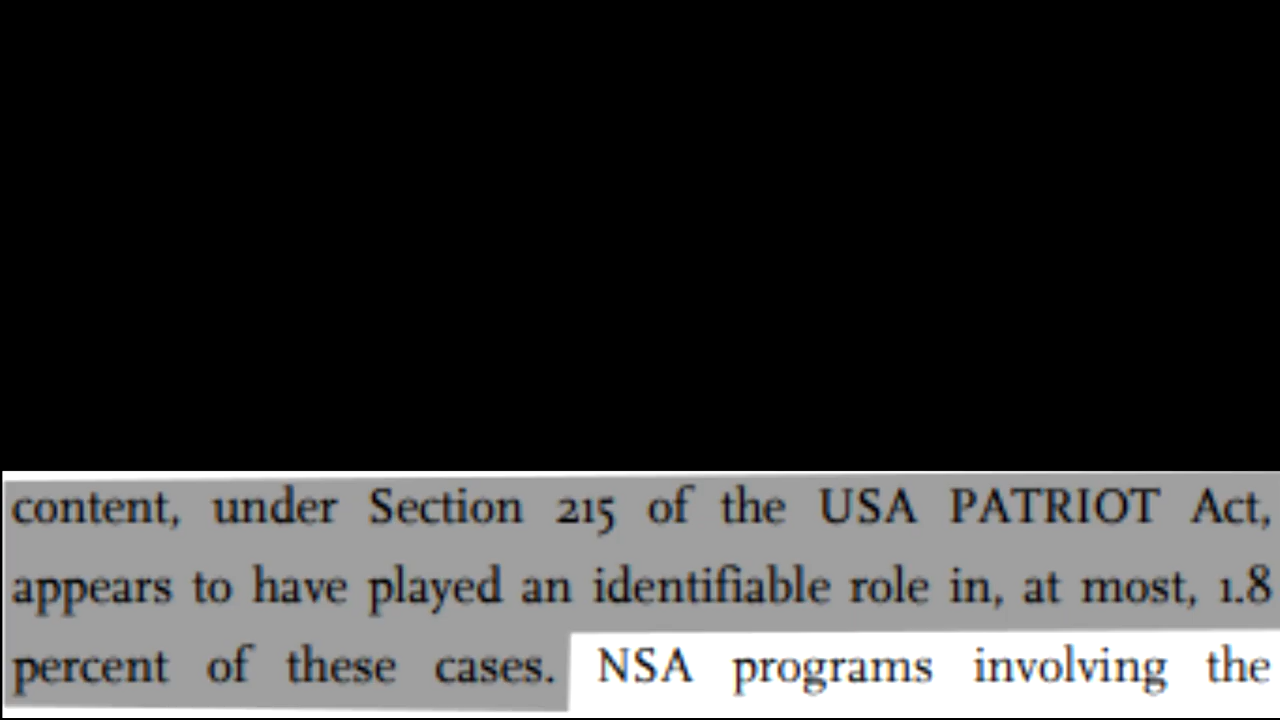 content, under Section 215 of the USA PATRIOT Act,
appears to have played an identifiable role in, at most, 1.8
percent of these cases. NSA programs involving the